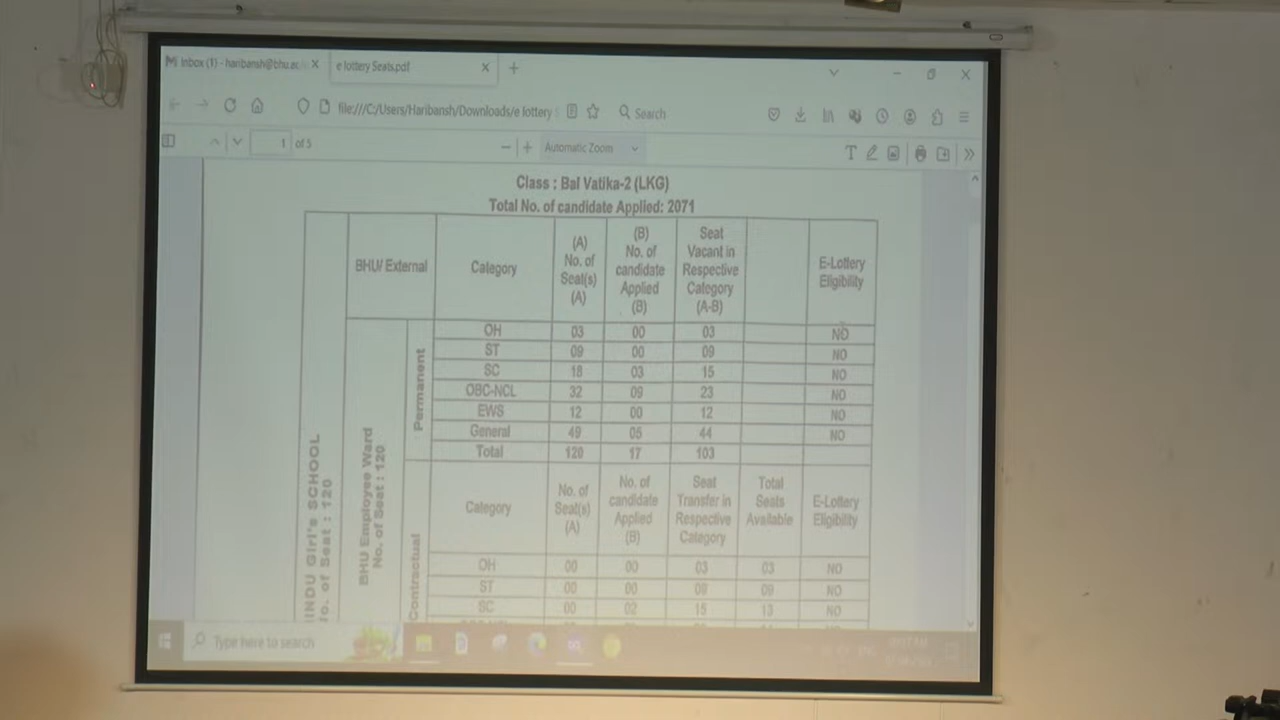 Inbox (1) - haribansh@bhu.ac
e lottery Seats.pdf
file:///C:/Users/Haribansh/Downloads/e lottery S
Search
1 of 5
Automatic Zoom
Class : Bal Vatika-2 (LKG)
Total No. of candidate Applied: 2071
BHU/ External
Category
(A) No. of Seat(s) (A)
(B) No. of candidate Applied (B)
Seat Vacant in Respective Category (A-B)
E-Lottery Eligibility
OH 03 00 03 NO
ST 09 00 09 NO
SC 18 03 15 NO
OBC-NCL 32 09 23 NO
EWS 12 00 12 NO
General 49 05 44 NO
Total 120 17 103
Permanent
Category
No. of Seat(s) (A)
No. of candidate Applied (B)
Seat Transfer in Respective Category
Total Seats Available
E-Lottery Eligibility
OH 00 00 03 03 NO
ST 00 00 09 09 NO
SC 00 02 15 13 NO
Contractual
BHU Employee Ward
No. of Seat : 120
INDU Girl's SCHOOL
o. of Seat : 120
Type here to search